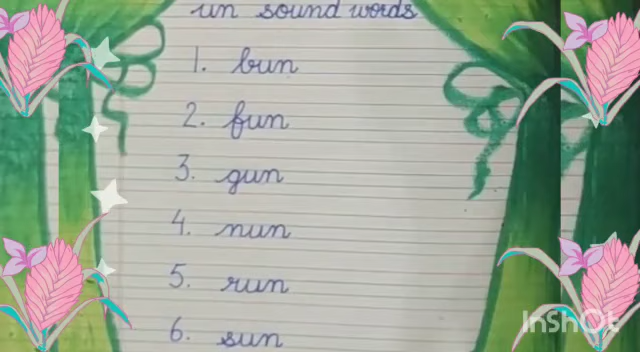 un sound words
1. bun
2. fun
3. gun
4. nun
5. run
6. sun
InShOt